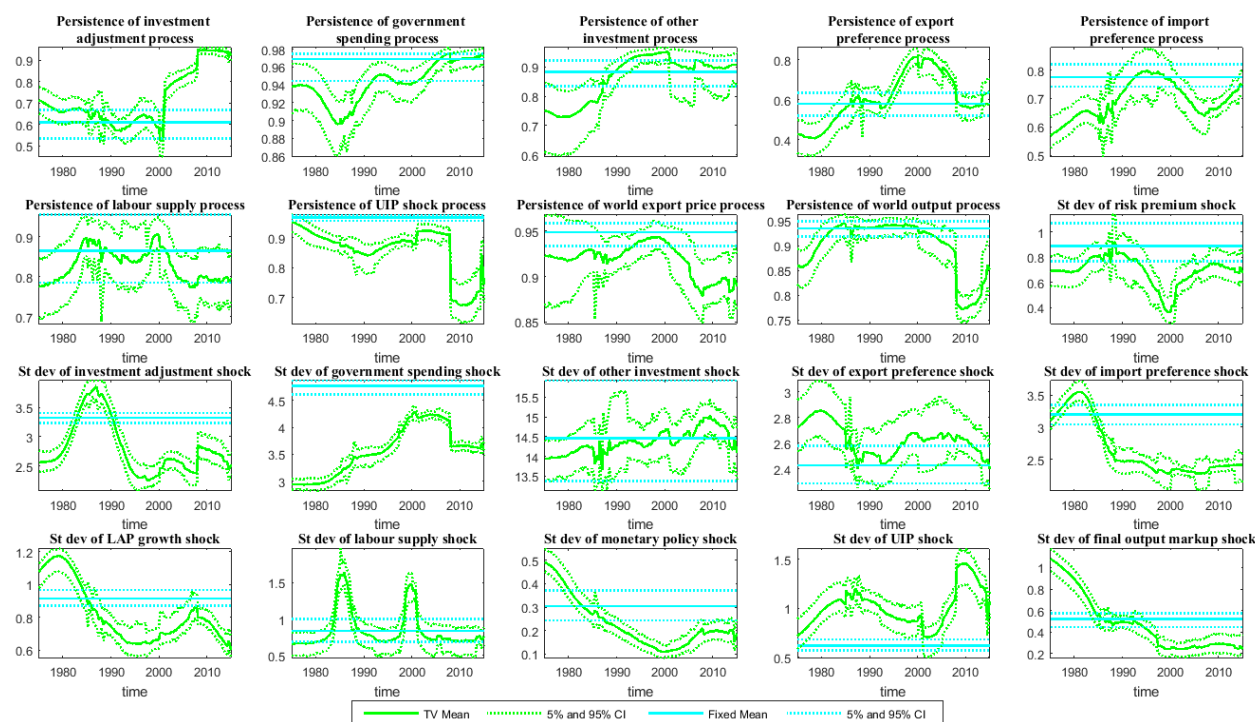 Persistence of investment
adjustment process
Persistence of government
spending process
Persistence of other
investment process
Persistence of export
preference process
Persistence of import
preference process
0.9
0.8
0.7
0.6
0.5
1980 1990 2000 2010
time
0.98
0.96
0.94
0.92
0.9
0.88
0.86
1980 1990 2000 2010
time
0.9
0.8
0.7
0.6
1980 1990 2000 2010
time
0.8
0.6
0.4
1980 1990 2000 2010
time
0.8
0.7
0.6
0.5
1980 1990 2000 2010
time
Persistence of labour supply process
Persistence of UIP shock process
Persistence of world export price process
Persistence of world output process
St dev of risk premium shock
0.9
0.8
0.7
1980 1990 2000 2010
time
0.9
0.8
0.7
1980 1990 2000 2010
time
0.95
0.9
0.85
1980 1990 2000 2010
time
0.95
0.9
0.85
0.8
0.75
1980 1990 2000 2010
time
1
0.8
0.6
0.4
1980 1990 2000 2010
time
St dev of investment adjustment shock
St dev of government spending shock
St dev of other investment shock
St dev of export preference shock
St dev of import preference shock
3.5
3
2.5
1980 1990 2000 2010
time
4.5
4
3.5
3
1980 1990 2000 2010
time
15.5
15
14.5
14
13.5
1980 1990 2000 2010
time
3
2.8
2.6
2.4
1980 1990 2000 2010
time
3.5
3
2.5
1980 1990 2000 2010
time
St dev of LAP growth shock
St dev of labour supply shock
St dev of monetary policy shock
St dev of UIP shock
St dev of final output markup shock
1.2
1
0.8
0.6
1980 1990 2000 2010
time
1.5
1
0.5
1980 1990 2000 2010
time
0.5
0.4
0.3
0.2
0.1
1980 1990 2000 2010
time
1.5
1
0.5
1980 1990 2000 2010
time
1
0.8
0.6
0.4
0.2
1980 1990 2000 2010
time
TV Mean 5% and 95% CI Fixed Mean 5% and 95% CI